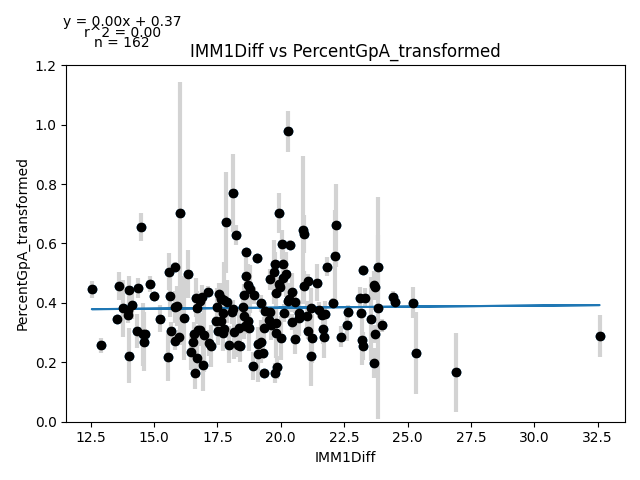 y = 0.00x + 0.37
r^2 = 0.00
n = 162
IMM1Diff vs PercentGpA_transformed
1.2
1.0
0.8
0.6
0.4
0.2
0.0
PercentGpA_transformed
12.5 15.0 17.5 20.0 22.5 25.0 27.5 30.0 32.5
IMM1Diff